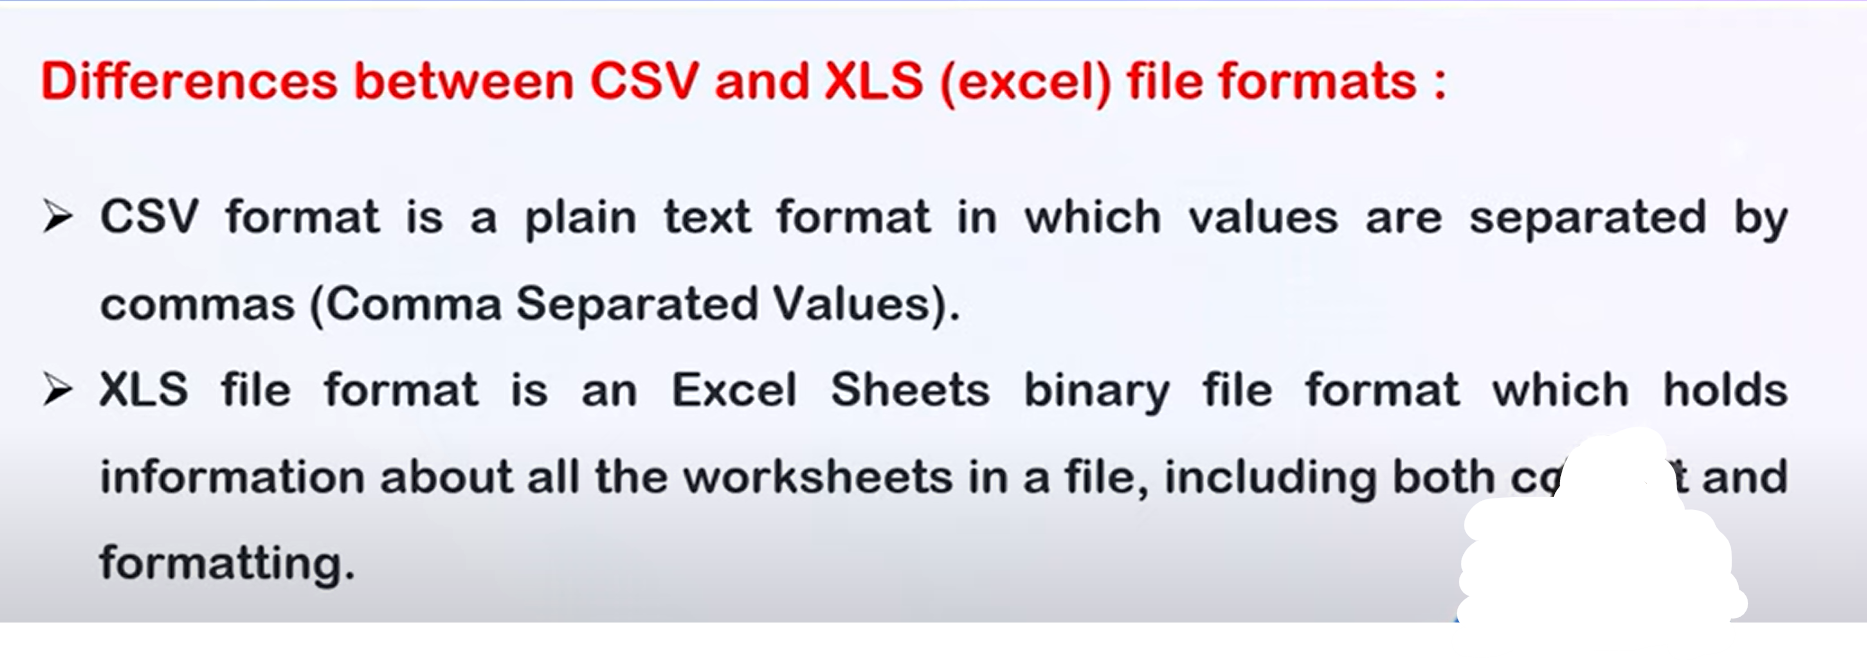 Differences between CSV and XLS (excel) file formats :
➢ CSV format is a plain text format in which values are separated by
commas (Comma Separated Values).
➢ XLS file format is an Excel Sheets binary file format which holds
information about all the worksheets in a file, including both and
formatting.